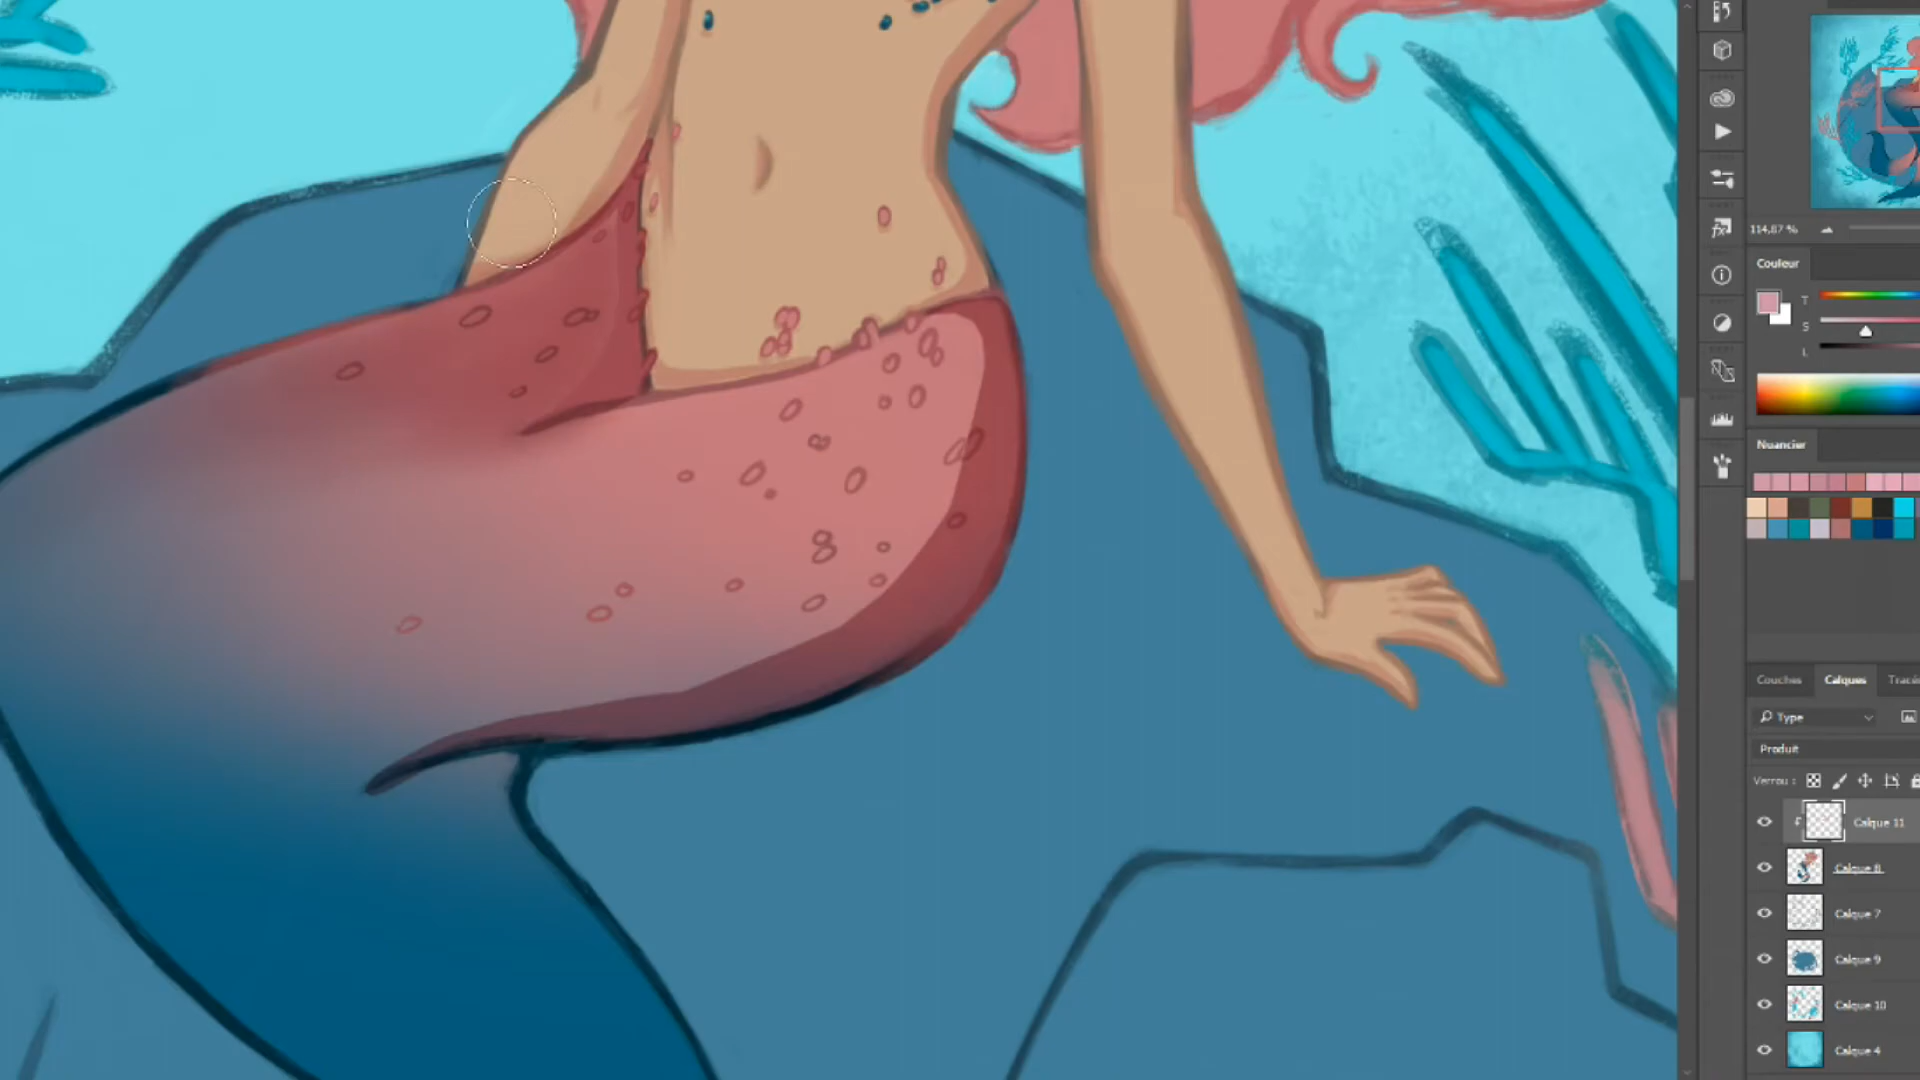 114,87 %
Couleur
T
S
L
Nuancier
Couches Calques Tracé
Type
Produit
Verrou :
Calque 11
Calque 8
Calque 7
Calque 9
Calque 10
Calque 4